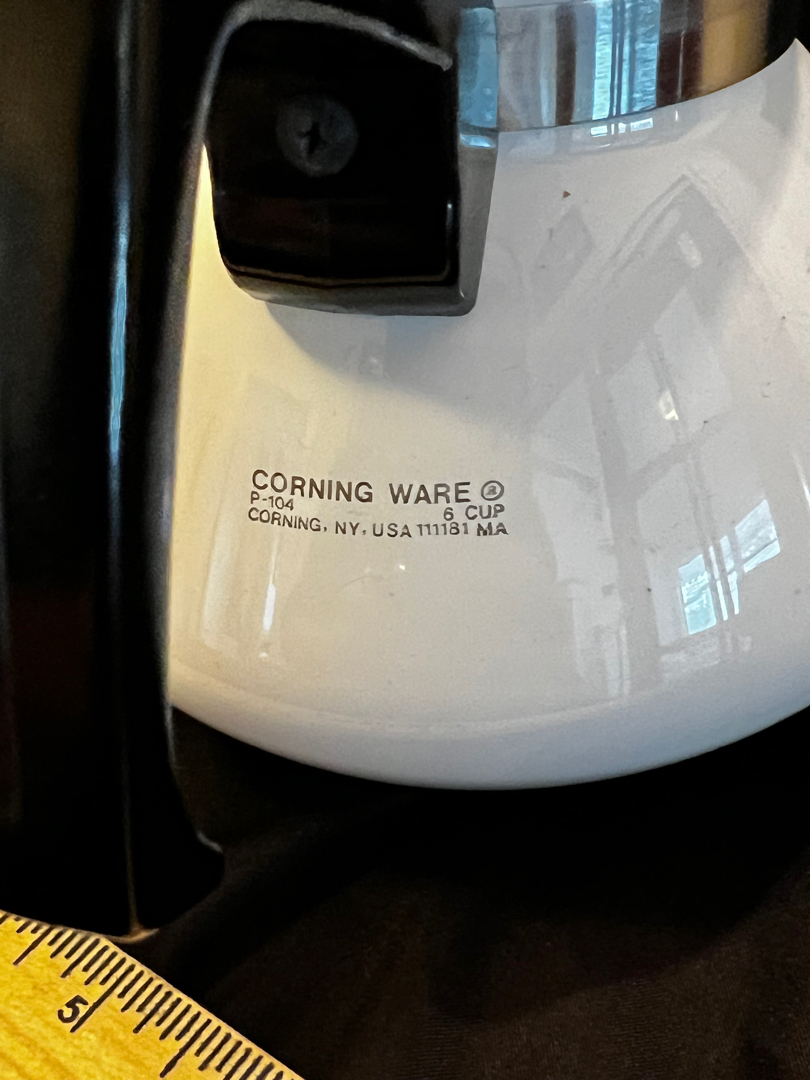 CORNING WARE ®
P-104 6 CUP
CORNING, NY, USA 111181 MA
5